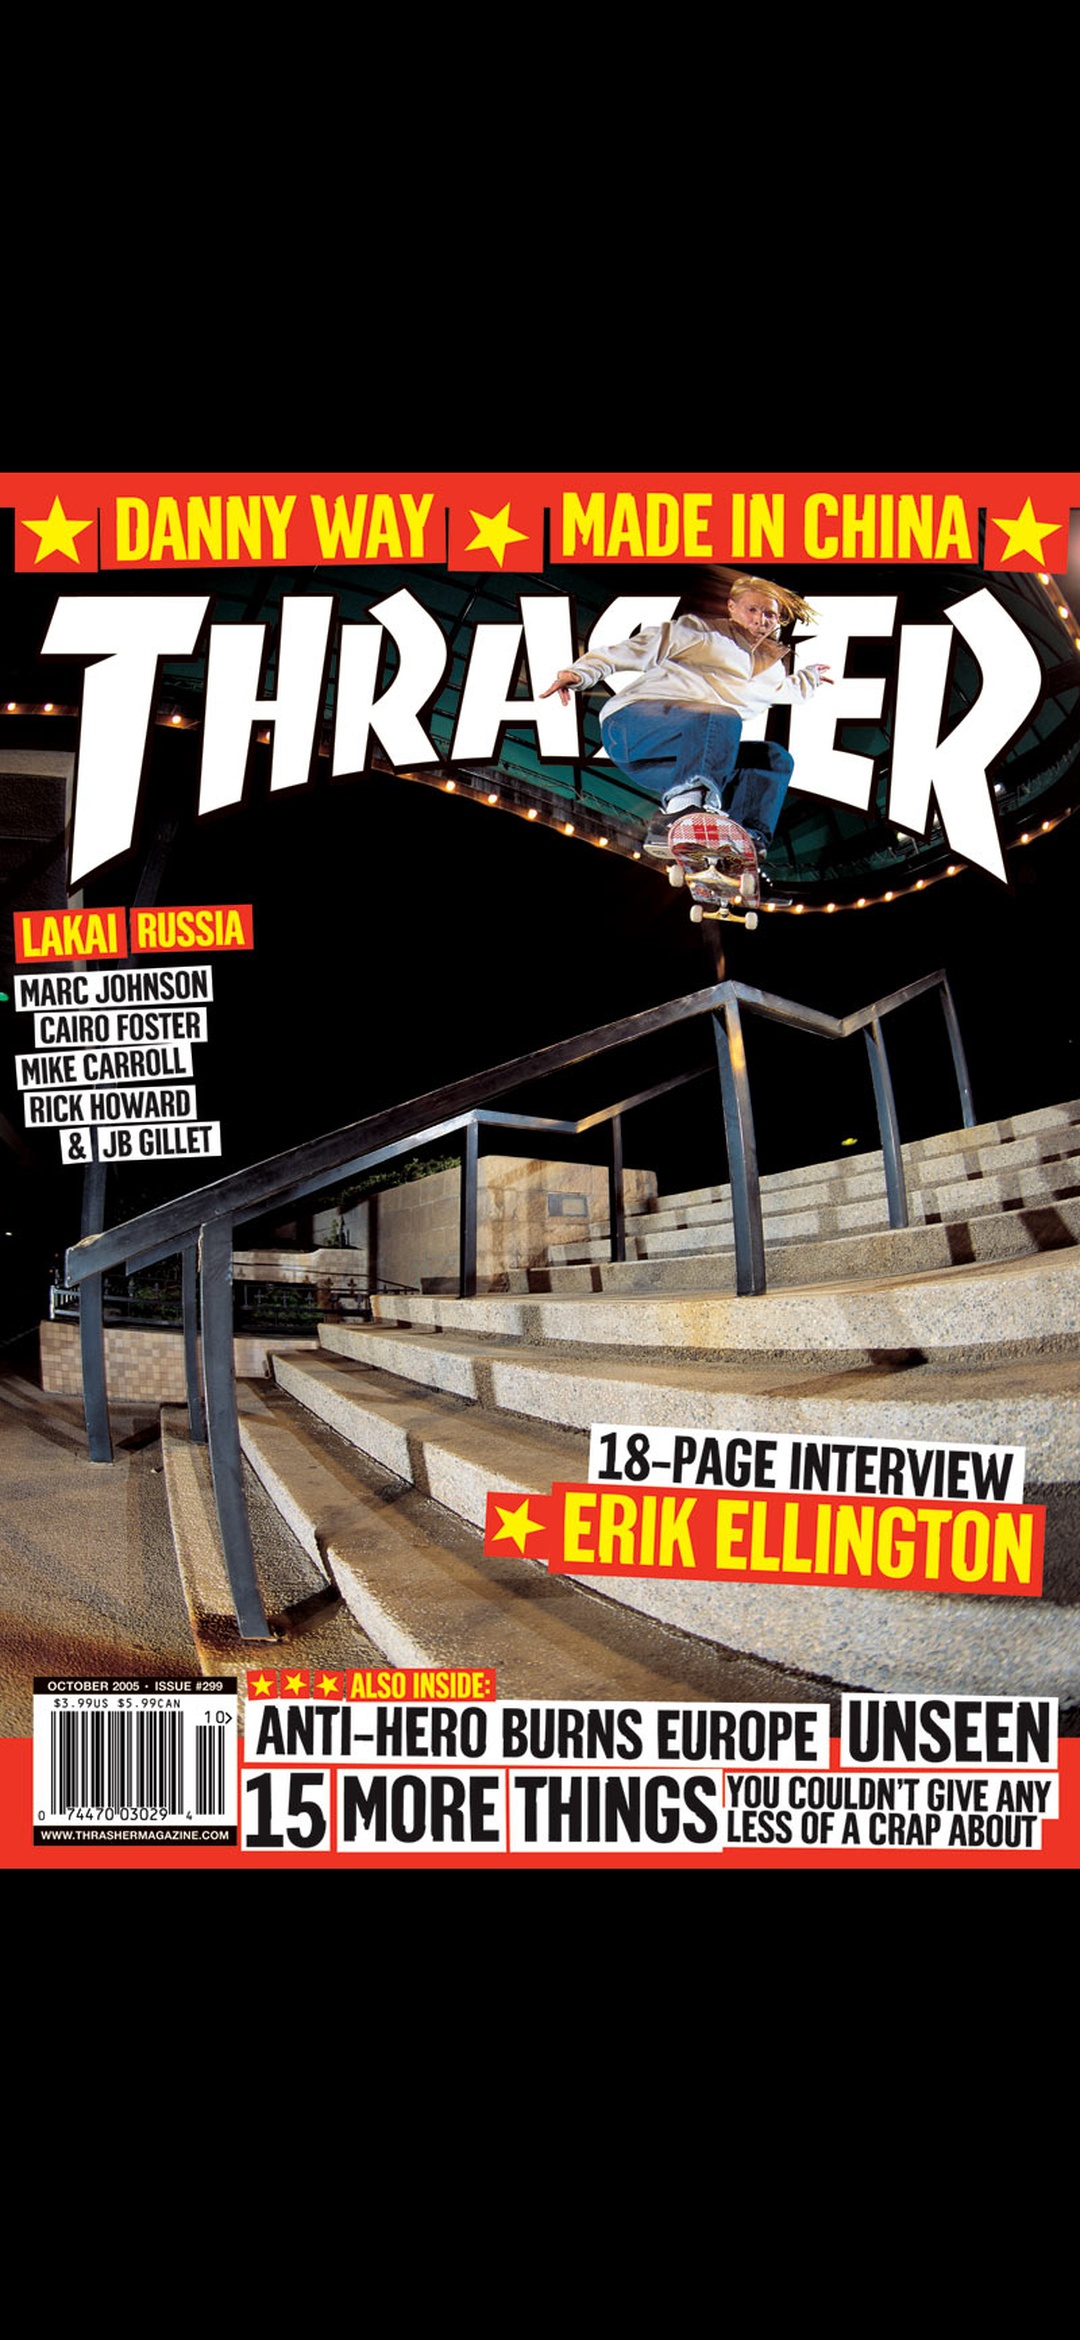 DANNY WAY MADE IN CHINA
THRASHER
LAKAI RUSSIA
MARC JOHNSON
CAIRO FOSTER
MIKE CARROLL
RICK HOWARD
& JB GILLET
18-PAGE INTERVIEW
ERIK ELLINGTON
OCTOBER 2005 · ISSUE #299
$3.99US $5.99CAN
10>
0 74470 03029 4
WWW.THRASHERMAGAZINE.COM
ALSO INSIDE:
ANTI-HERO BURNS EUROPE UNSEEN
15 MORE THINGS YOU COULDN'T GIVE ANY
LESS OF A CRAP ABOUT